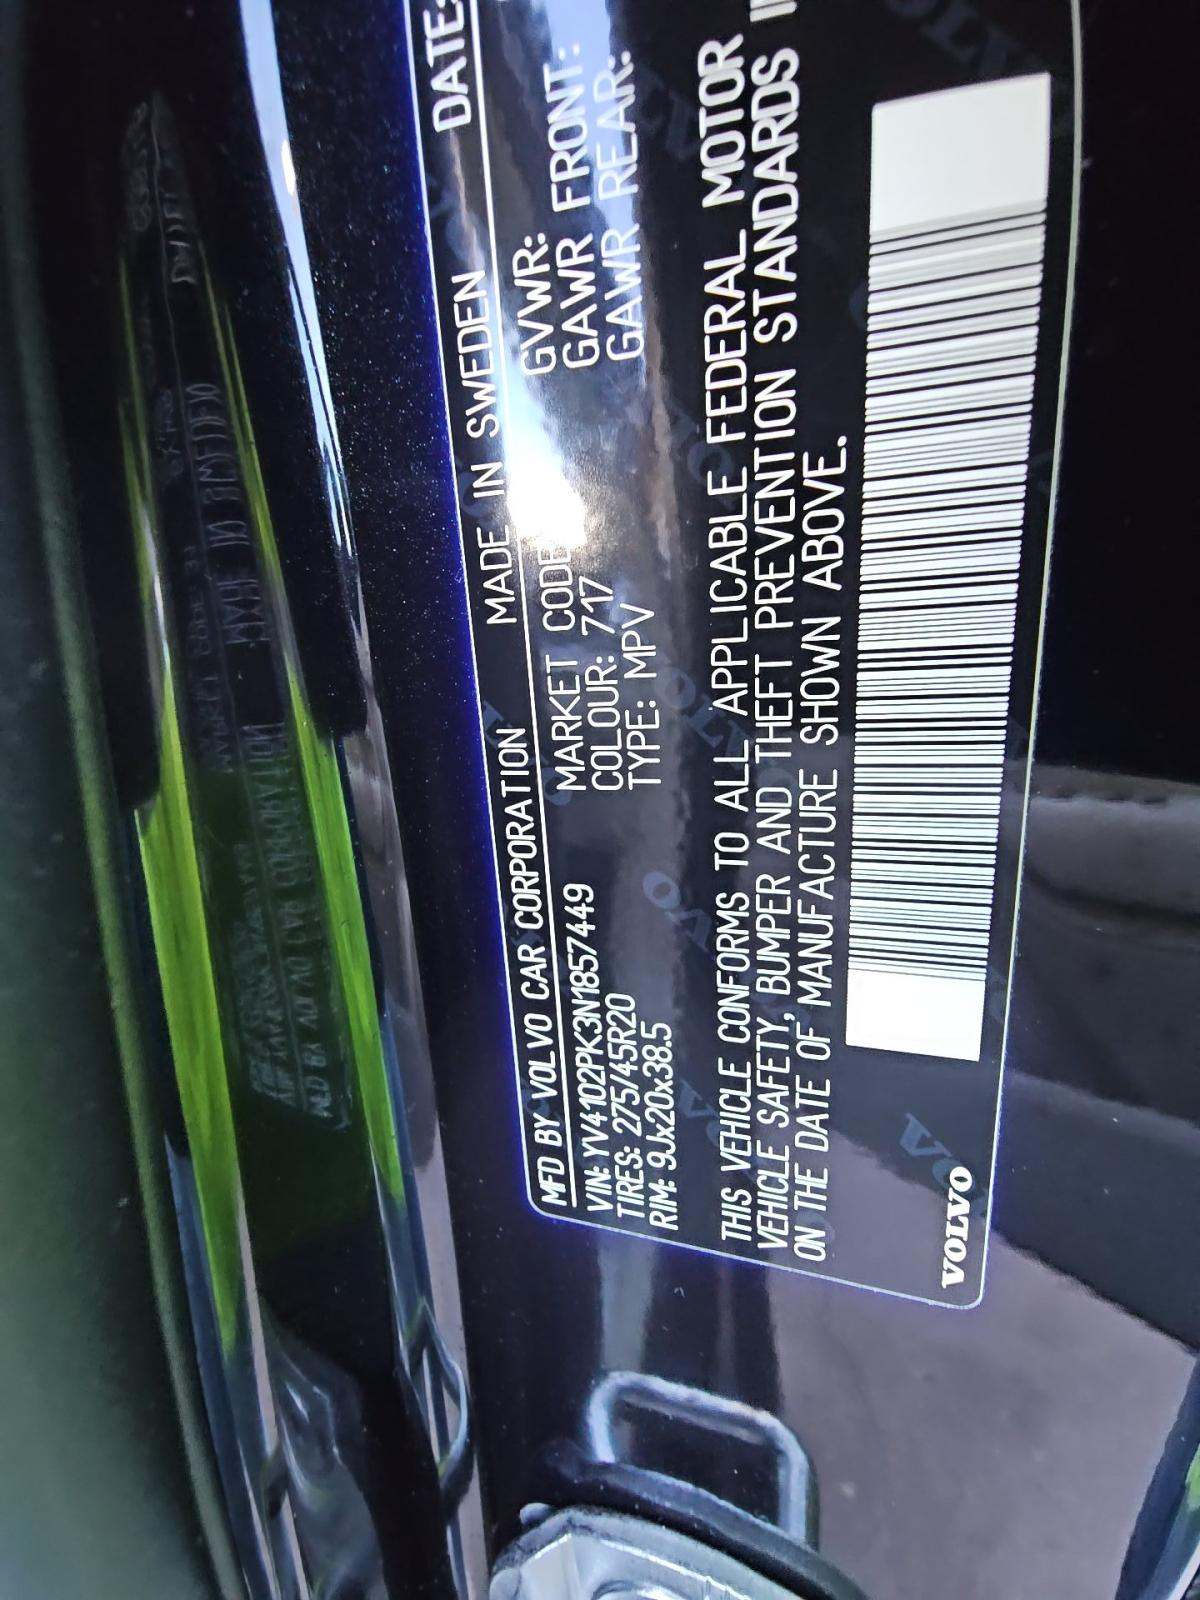 MFD BY VOLVO CAR CORPORATION MADE IN SWEDEN DATE:
VIN: YV4102PK3N1857449 MARKET CODE GVWR:
TIRES: 275/45R20 COLOUR: 717 GAWR FRONT:
RIM: 9Jx20x38.5 TYPE: MPV GAWR REAR:
THIS VEHICLE CONFORMS TO ALL APPLICABLE FEDERAL MOTOR
VEHICLE SAFETY, BUMPER AND THEFT PREVENTION STANDARDS
ON THE DATE OF MANUFACTURE SHOWN ABOVE.
VOLVO